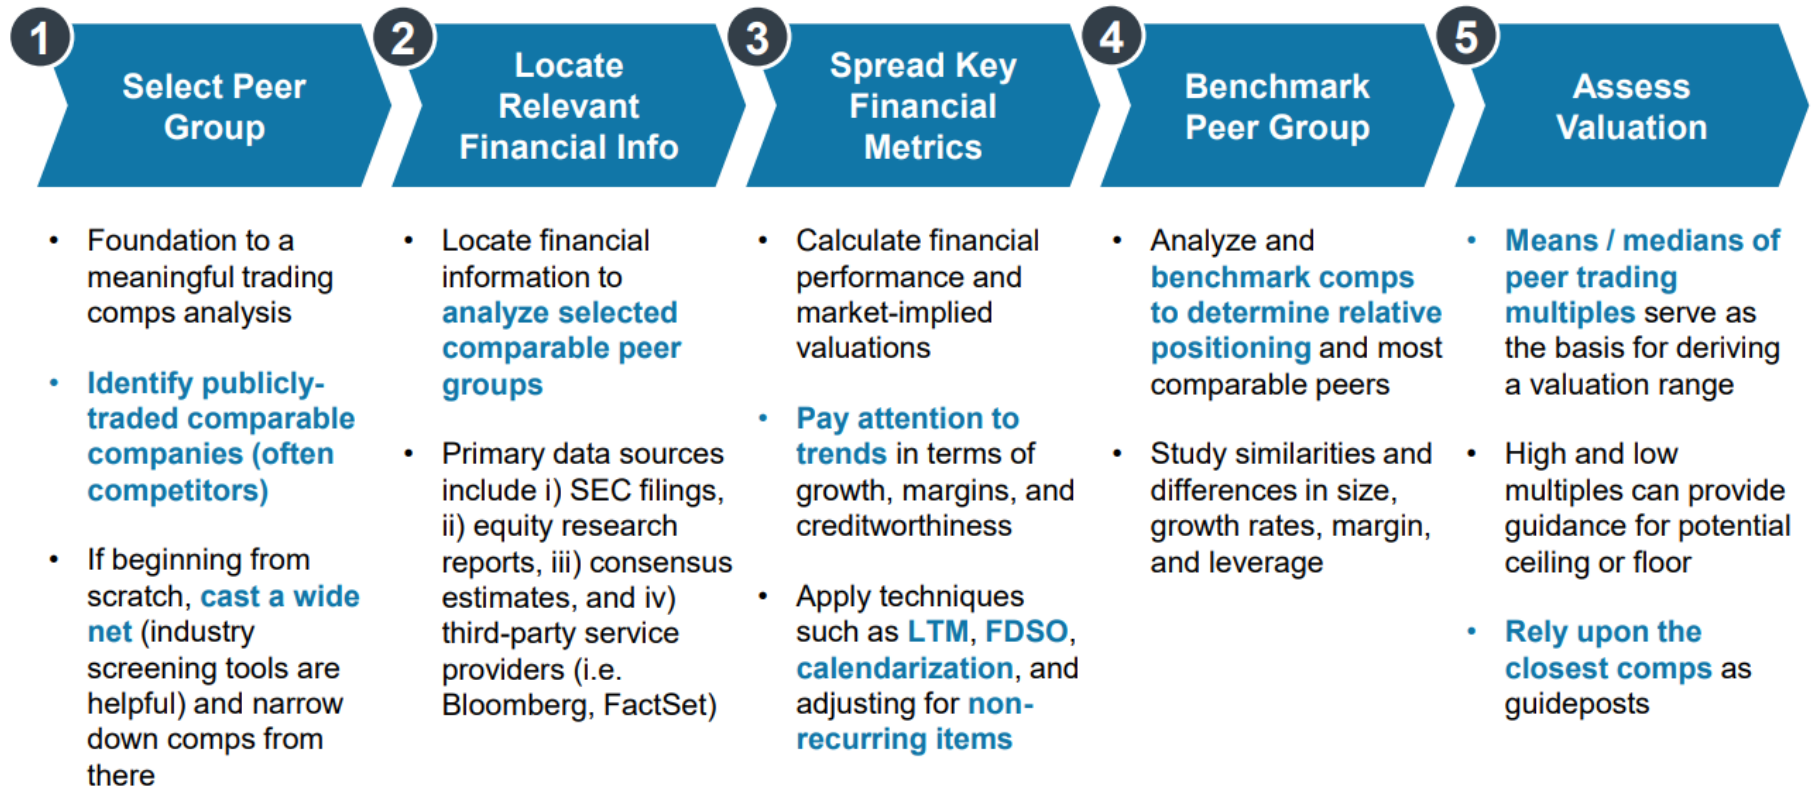 1
Select Peer
Group
2
Locate
Relevant
Financial Info
3
Spread Key
Financial
Metrics
4
Benchmark
Peer Group
5
Assess
Valuation
• Foundation to a
meaningful trading
comps analysis
• Identify publicly-
traded comparable
companies (often
competitors)
• If beginning from
scratch, cast a wide
net (industry
screening tools are
helpful) and narrow
down comps from
there
• Locate financial
information to
analyze selected
comparable peer
groups
• Primary data sources
include i) SEC filings,
ii) equity research
reports, iii) consensus
estimates, and iv)
third-party service
providers (i.e.
Bloomberg, FactSet)
• Calculate financial
performance and
market-implied
valuations
• Pay attention to
trends in terms of
growth, margins, and
creditworthiness
• Apply techniques
such as LTM, FDSO,
calendarization, and
adjusting for non-
recurring items
• Analyze and
benchmark comps
to determine relative
positioning and most
comparable peers
• Study similarities and
differences in size,
growth rates, margin,
and leverage
• Means / medians of
peer trading
multiples serve as
the basis for deriving
a valuation range
• High and low
multiples can provide
guidance for potential
ceiling or floor
• Rely upon the
closest comps as
guideposts